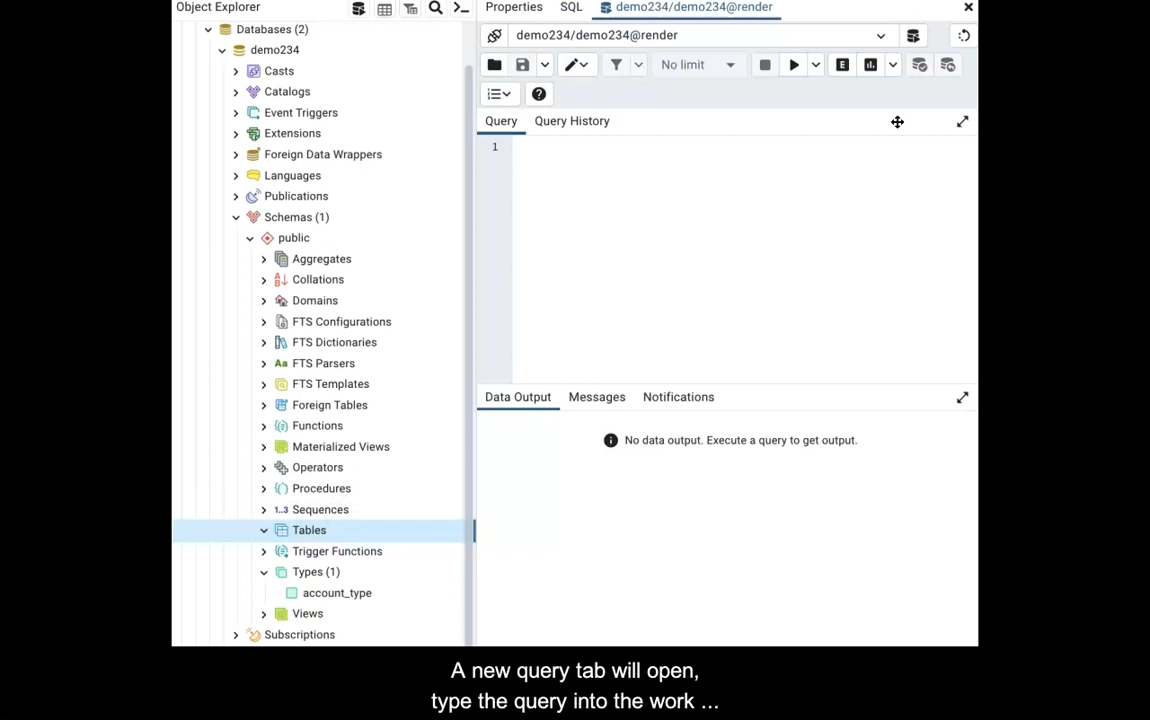 Object Explorer
Properties
SQL
demo234/demo234@render
Databases (2)
demo234/demo234@render
demo234
No limit
E
Casts
Catalogs
Event Triggers
Query
Query History
Extensions
1
Foreign Data Wrappers
Languages
Publications
Schemas (1)
public
Aggregates
Collations
Domains
FTS Configurations
FTS Dictionaries
Aa FTS Parsers
FTS Templates
Foreign Tables
Functions
Materialized Views
Operators
Procedures
1..3 Sequences
Tables
Trigger Functions
Types (1)
account_type
Views
Subscriptions
Data Output
Messages
Notifications
No data output. Execute a query to get output.
A new query tab will open,
type the query into the work ...